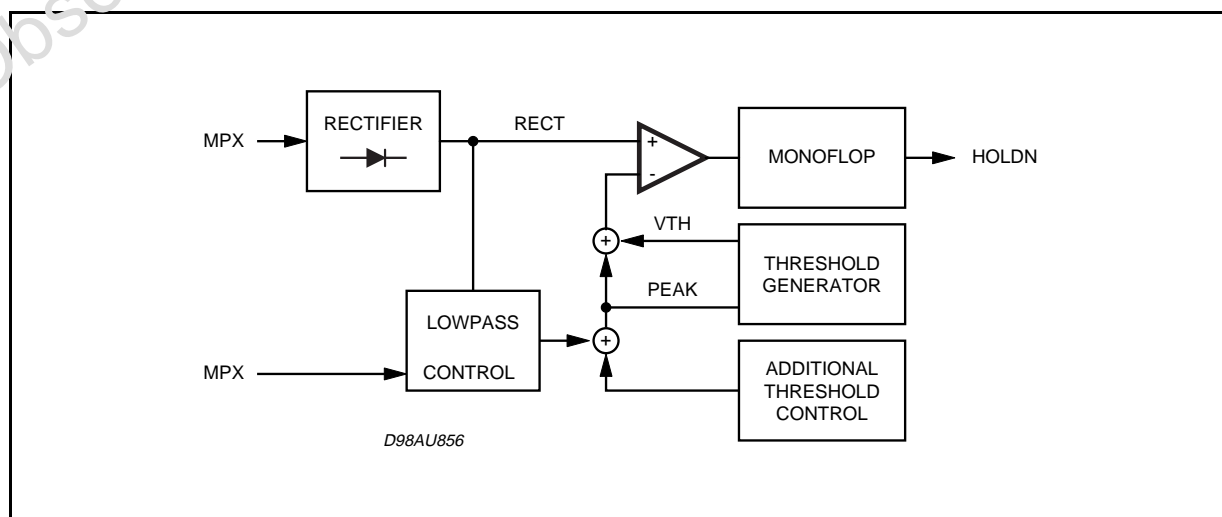 MPX
RECTIFIER
RECT
+
-
MONOFLOP
HOLDN
VTH
+
THRESHOLD
GENERATOR
PEAK
LOWPASS
CONTROL
+
MPX
ADDITIONAL
THRESHOLD
CONTROL
D98AU856